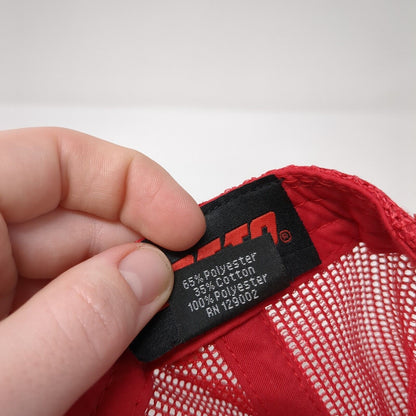 ®
65% Polyester
35% Cotton
100% Polyester
RN 129002